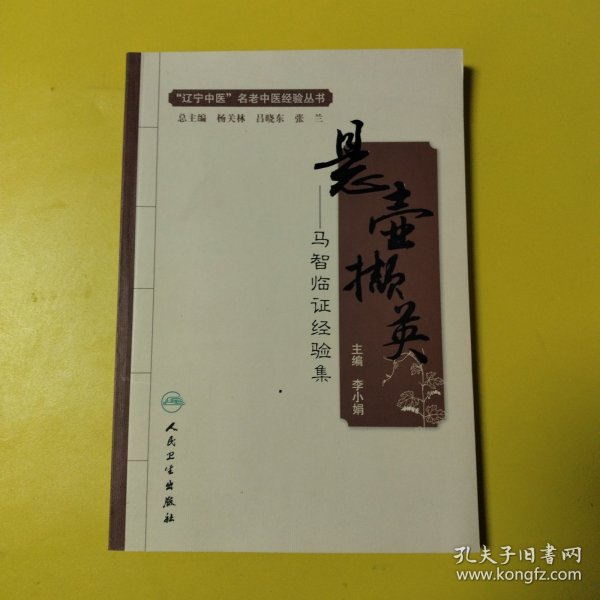 “辽宁中医”名老中医经验丛书
总主编 杨关林 吕晓东 张兰
悬壶撷英
——马智临证经验集
主编 李小娟
人民卫生出版社
孔夫子旧书网
www.kongfz.com